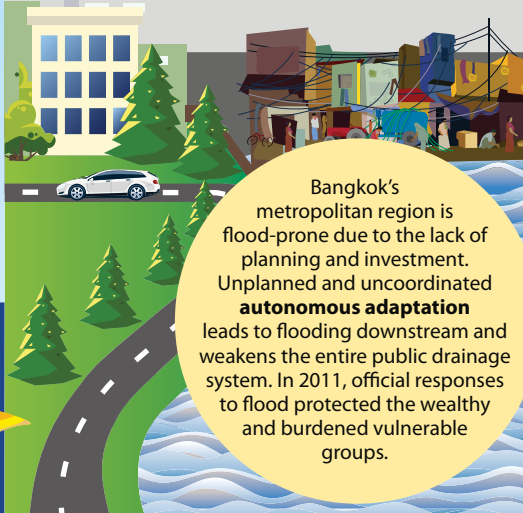 Bangkok's
metropolitan region is
flood-prone due to the lack of
planning and investment.
Unplanned and uncoordinated
autonomous adaptation
leads to flooding downstream and
weakens the entire public drainage
system. In 2011, official responses
to flood protected the wealthy
and burdened vulnerable
groups.